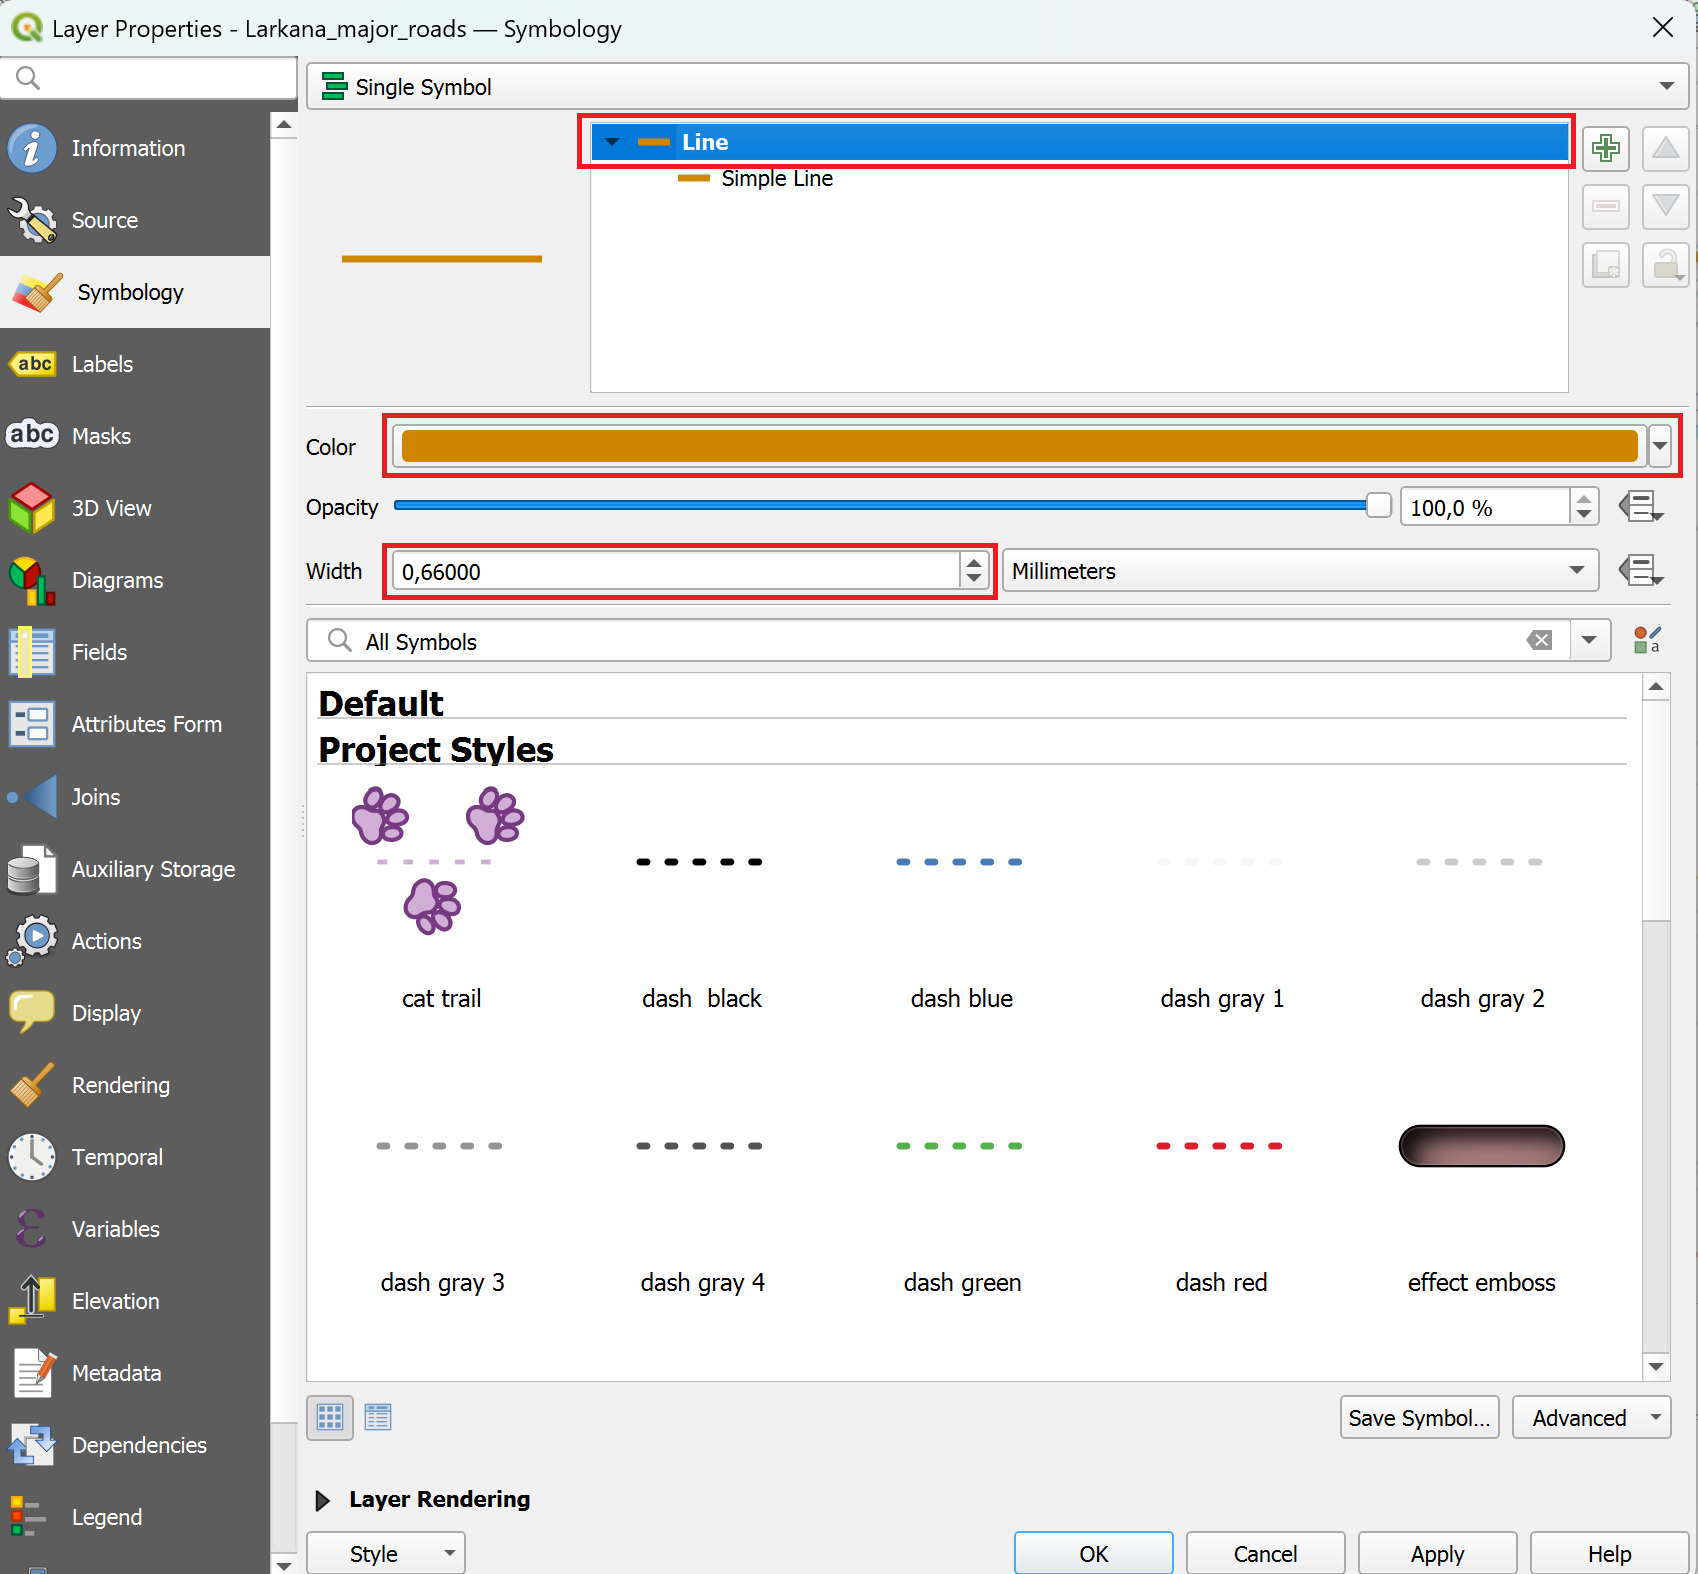 Layer Properties - Larkana_major_roads — Symbology
Single Symbol
Information
Source
Symbology
Labels
Masks
3D View
Diagrams
Fields
Attributes Form
Joins
Auxiliary Storage
Actions
Display
Rendering
Temporal
Variables
Elevation
Metadata
Dependencies
Legend
Line
Simple Line
Color
Opacity 100,0 %
Width 0,66000 Millimeters
All Symbols
Default
Project Styles
cat trail dash  black dash blue dash gray 1 dash gray 2
dash gray 3 dash gray 4 dash green dash red effect emboss
Save Symbol... Advanced
Layer Rendering
Style OK Cancel Apply Help